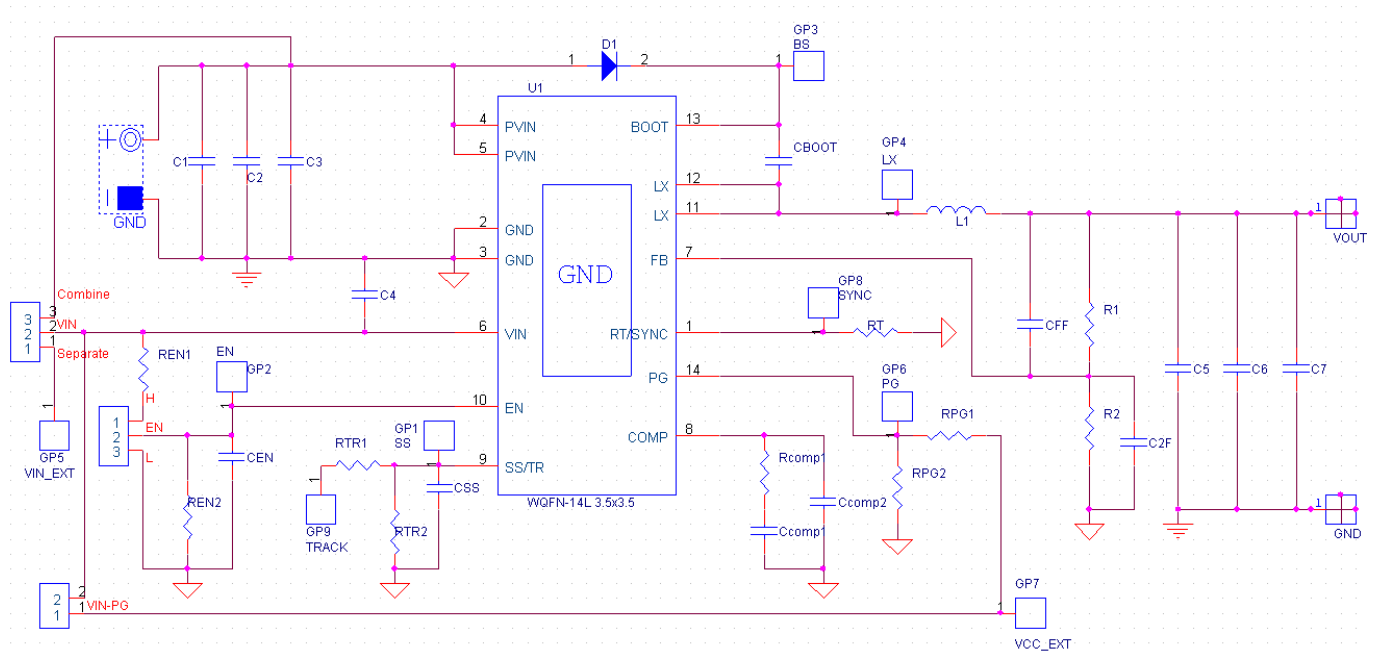 GP3
BS
D1
1
2
1
U1
4
PVIN
BOOT
13
5
PVIN
C1
C2
C3
CBOOT
GP4
LX
LX
12
LX
11
1
L1
1
VOUT
GND
2
GND
3
GND
GND
FB
7
C4
Combine
3
3
VIN
2
2
1
1
Separate
GP8
SYNC
6
VIN
RT/SYNC
1
1
RT
CFF
R1
REN1
EN
GP2
1
H
PG
14
GP6
PG
1
RPG1
C5
C6
C7
10
EN
1
EN
2
3
L
1
GP5
VIN_EXT
CEN
RTR1
GP1
SS
1
9
SS/TR
COMP
8
R2
C2F
Rcomp1
Ccomp2
RPG2
REN2
1
GP9
TRACK
RTR2
CSS
WQFN-14L 3.5x3.5
Ccomp1
1
GND
2
2
1
1
VIN-PG
GP7
1
VCC_EXT